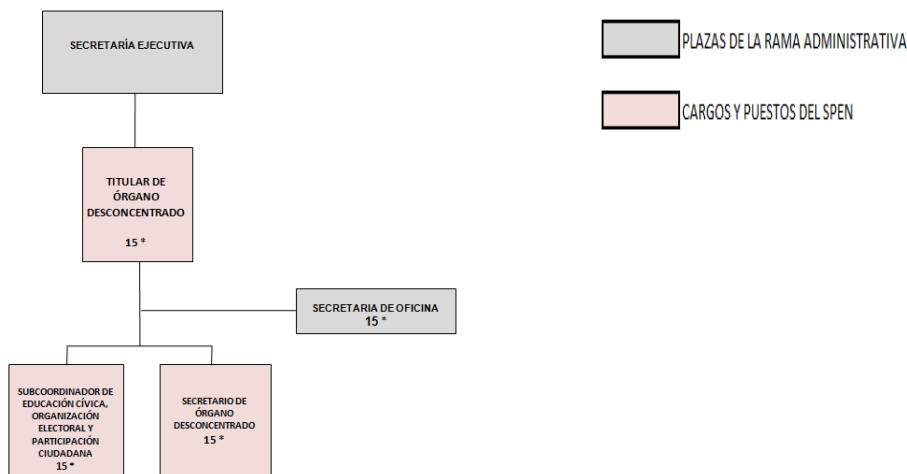 SECRETARÍA EJECUTIVA
PLAZAS DE LA RAMA ADMINISTRATIVA
CARGOS Y PUESTOS DEL SPEN
TITULAR DE
ÓRGANO
DESCONCENTRADO
15 *
SECRETARIA DE OFICINA
15 *
SUBCOORDINADOR DE
EDUCACIÓN CÍVICA,
ORGANIZACIÓN
ELECTORAL Y
PARTICIPACIÓN
CIUDADANA
15 *
SECRETARIO DE
ÓRGANO
DESCONCENTRADO
15 *